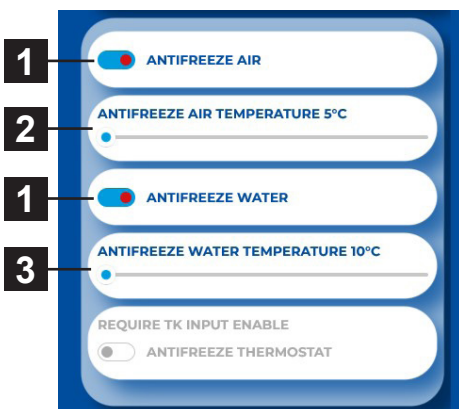 1
ANTIFREEZE AIR
2
ANTIFREEZE AIR TEMPERATURE 5°C
1
ANTIFREEZE WATER
3
ANTIFREEZE WATER TEMPERATURE 10°C
REQUIRE TK INPUT ENABLE
ANTIFREEZE THERMOSTAT